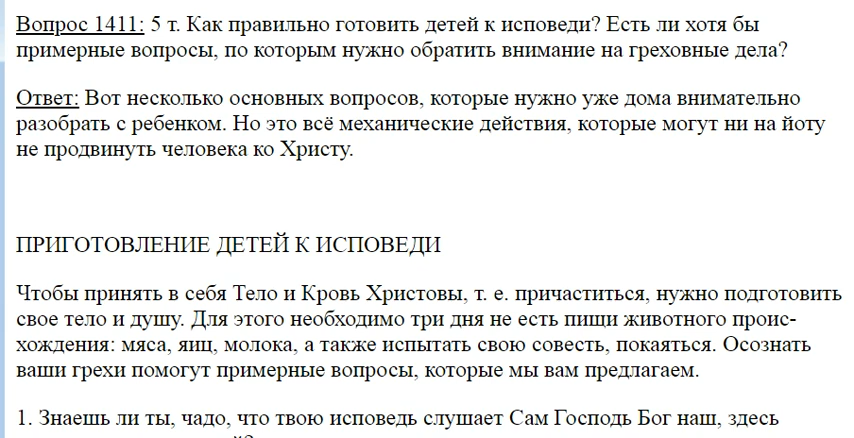 Вопрос 1411: 5 т. Как правильно готовить детей к исповеди? Есть ли хотя бы
примерные вопросы, по которым нужно обратить внимание на греховные дела?
Ответ: Вот несколько основных вопросов, которые нужно уже дома внимательно
разобрать с ребенком. Но это всё механические действия, которые могут ни на йоту
не продвинуть человека ко Христу.
ПРИГОТОВЛЕНИЕ ДЕТЕЙ К ИСПОВЕДИ
Чтобы принять в себя Тело и Кровь Христовы, т. е. причаститься, нужно подготовить
свое тело и душу. Для этого необходимо три дня не есть пищи животного проис-
хождения: мяса, яиц, молока, а также испытать свою совесть, покаяться. Осознать
ваши грехи помогут примерные вопросы, которые мы вам предлагаем.
1. Знаешь ли ты, чадо, что твою исповедь слушает Сам Господь Бог наш, здесь